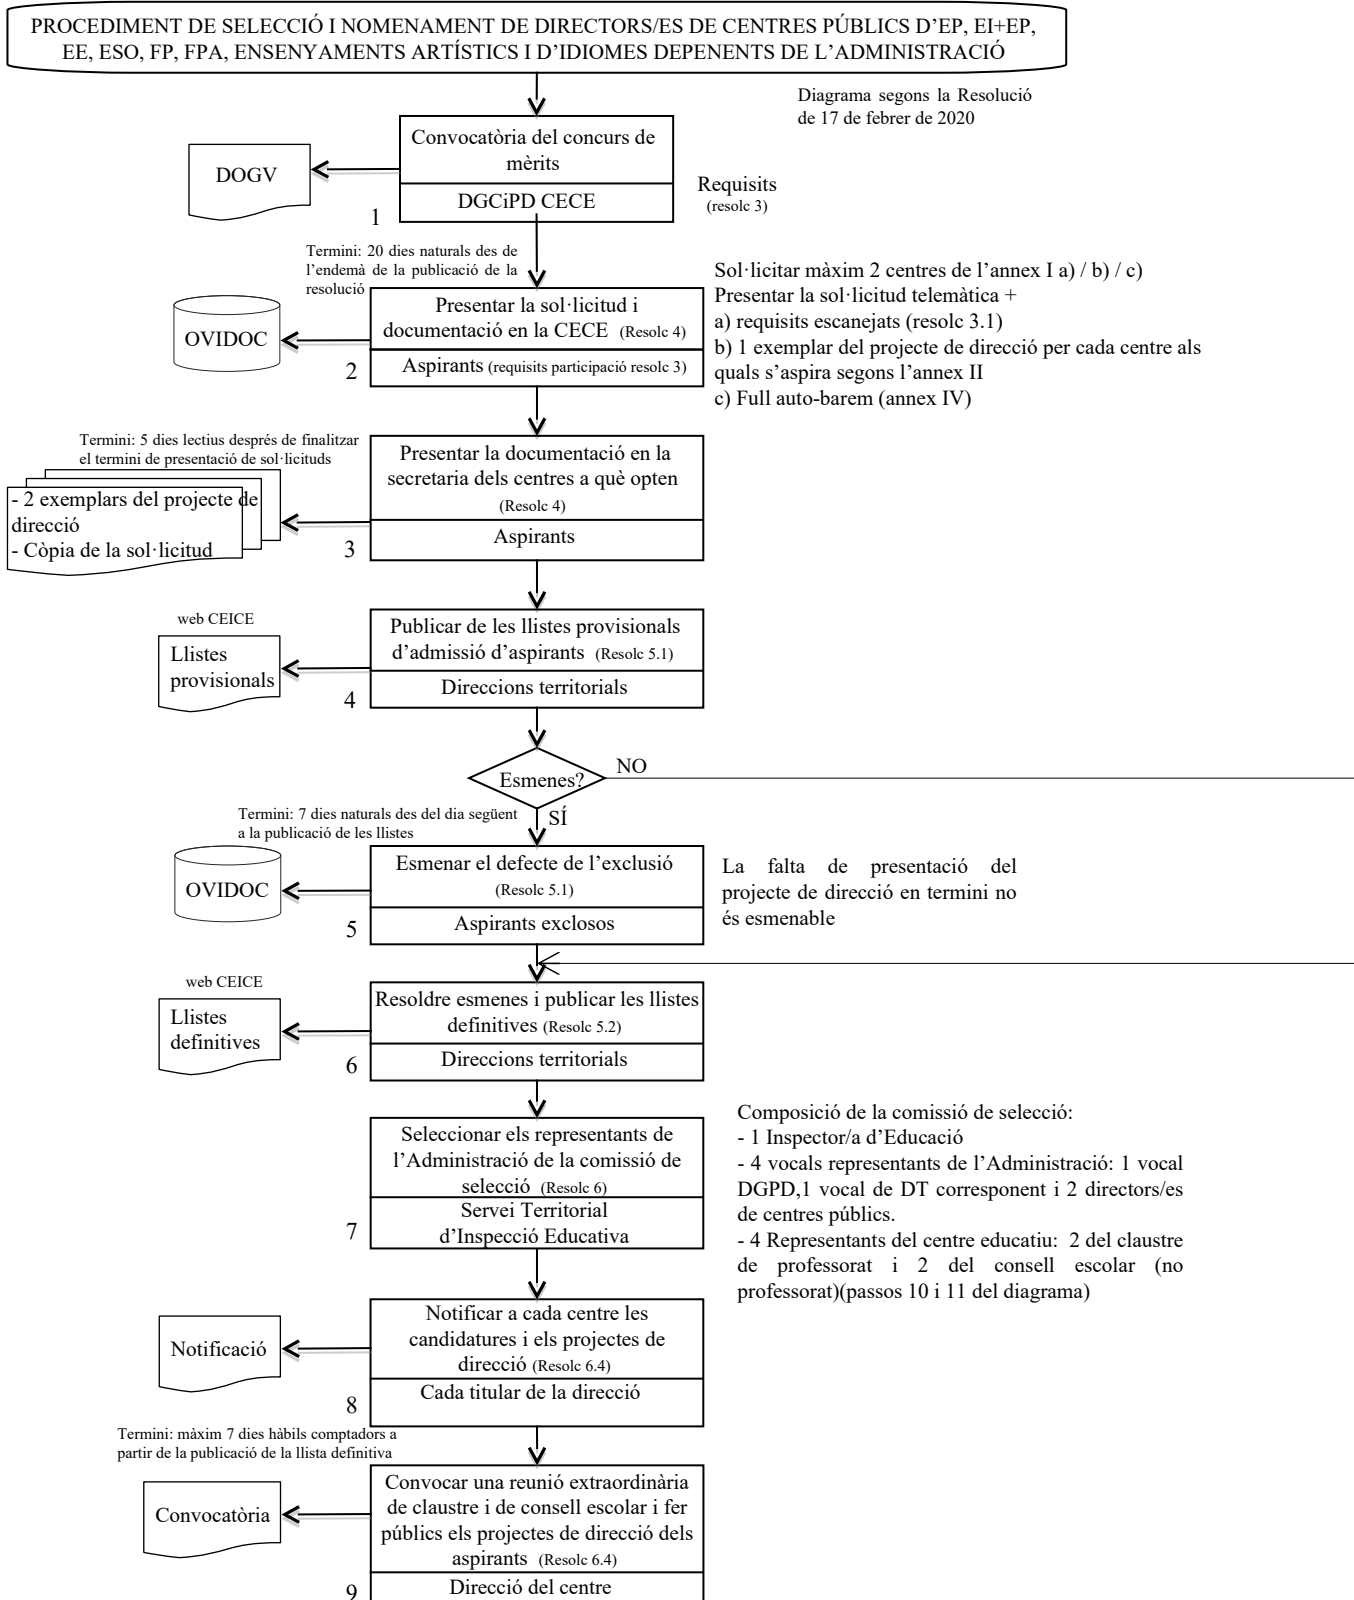 PROCEDIMENT DE SELECCIÓ I NOMENAMENT DE DIRECTORS/ES DE CENTRES PÚBLICS D’EP, EI+EP,
EE, ESO, FP, FPA, ENSENYAMENTS ARTÍSTICS I D’IDIOMES DEPENENTS DE L’ADMINISTRACIÓ
Diagrama segons la Resolució
de 17 de febrer de 2020
Convocatòria del concurs de
mèrits
DGCiPD CECE
DOGV
1
Requisits
(resolc 3)
Termini: 20 dies naturals des de
l’endemà de la publicació de la
resolució
Presentar la sol·licitud i
documentació en la CECE (Resolc 4)
Aspirants (requisits participació resolc 3)
OVIDOC
2
Sol·licitar màxim 2 centres de l’annex I a) / b) / c)
Presentar la sol·licitud telemàtica +
a) requisits escanejats (resolc 3.1)
b) 1 exemplar del projecte de direcció per cada centre als
quals s’aspira segons l’annex II
c) Full auto-barem (annex IV)
Termini: 5 dies lectius després de finalitzar
el termini de presentació de sol·licituds
Presentar la documentació en la
secretaria dels centres a què opten
(Resolc 4)
Aspirants
- 2 exemplars del projecte de
direcció
- Còpia de la sol·licitud
3
web CEICE
Llistes
provisionals
Publicar de les llistes provisionals
d’admissió d’aspirants (Resolc 5.1)
Direccions territorials
4
Esmenes?
NO
SÍ
Termini: 7 dies naturals des del dia següent
a la publicació de les llistes
Esmenar el defecte de l’exclusió
(Resolc 5.1)
Aspirants exclosos
OVIDOC
5
La falta de presentació del
projecte de direcció en termini no
és esmenable
web CEICE
Llistes
definitives
Resoldre esmenes i publicar les llistes
definitives (Resolc 5.2)
Direccions territorials
6
Seleccionar els representants de
l’Administració de la comissió de
selecció (Resolc 6)
Servei Territorial
d’Inspecció Educativa
7
Composició de la comissió de selecció:
- 1 Inspector/a d’Educació
- 4 vocals representants de l’Administració: 1 vocal
DGPD,1 vocal de DT corresponent i 2 directors/es
de centres públics.
- 4 Representants del centre educatiu: 2 del claustre
de professorat i 2 del consell escolar (no
professorat)(passos 10 i 11 del diagrama)
Notificar a cada centre les
candidatures i els projectes de
direcció (Resolc 6.4)
Cada titular de la direcció
Notificació
8
Termini: màxim 7 dies hàbils comptadors a
partir de la publicació de la llista definitiva
Convocatòria
Convocar una reunió extraordinària
de claustre i de consell escolar i fer
públics els projectes de direcció dels
aspirants (Resolc 6.4)
Direcció del centre
9